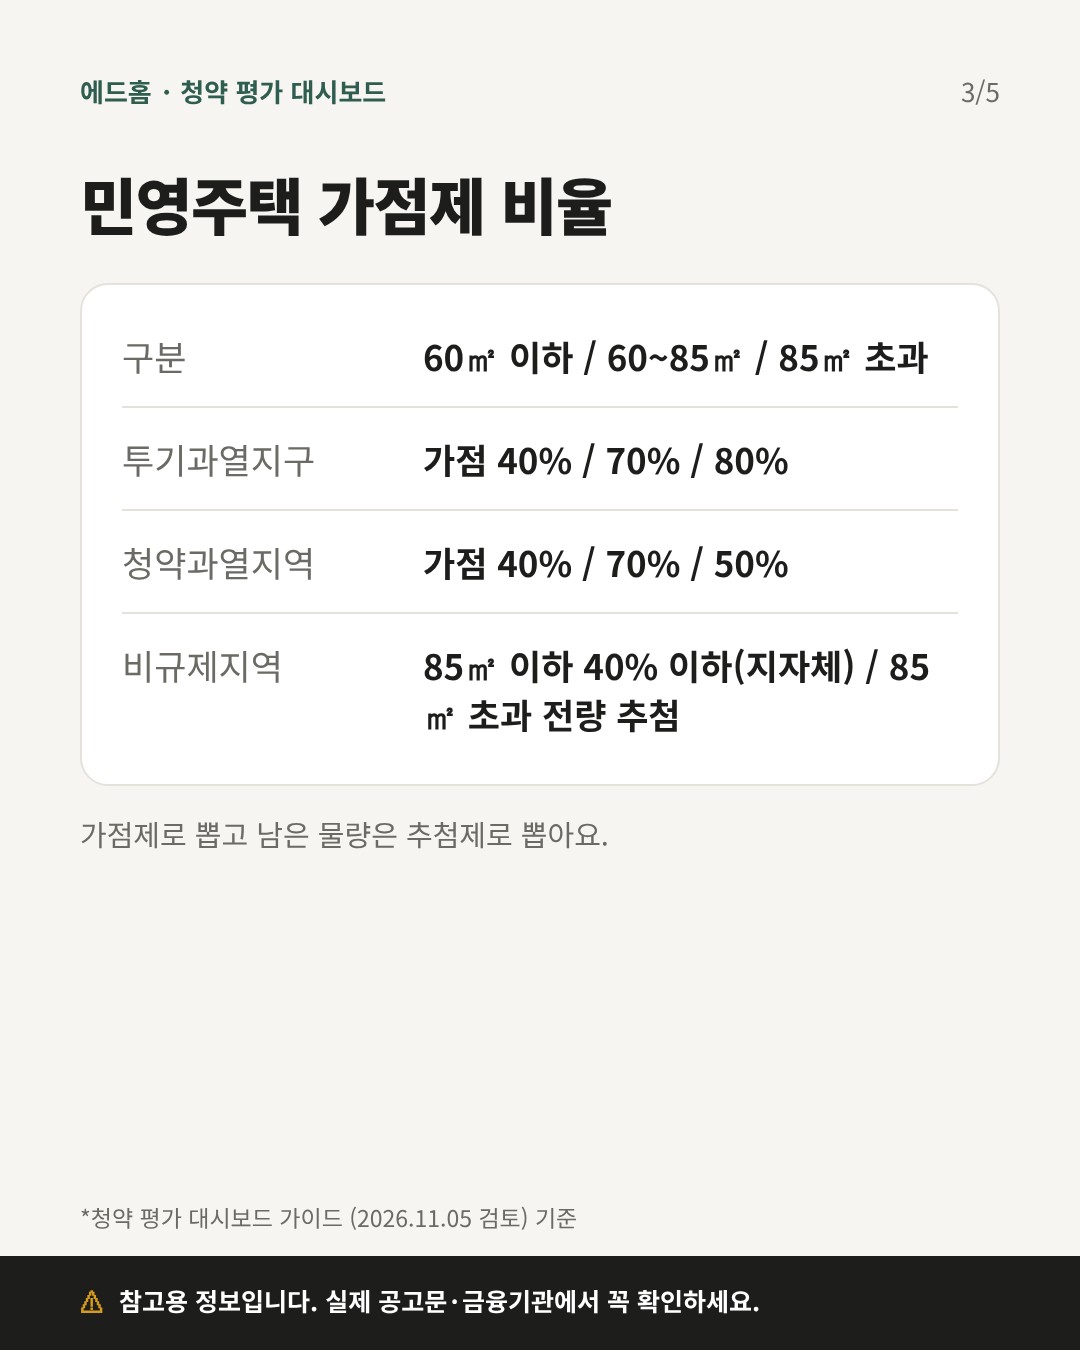 에드홈 · 청약 평가 대시보드
3/5
민영주택 가점제 비율
구분
60㎡ 이하 / 60~85㎡ / 85㎡ 초과
투기과열지구
가점 40% / 70% / 80%
청약과열지역
가점 40% / 70% / 50%
비규제지역
85㎡ 이하 40% 이하(지자체) / 85
㎡ 초과 전량 추첨
가점제로 뽑고 남은 물량은 추첨제로 뽑아요.
*청약 평가 대시보드 가이드 (2026.11.05 검토) 기준
⚠ 참고용 정보입니다. 실제 공고문·금융기관에서 꼭 확인하세요.